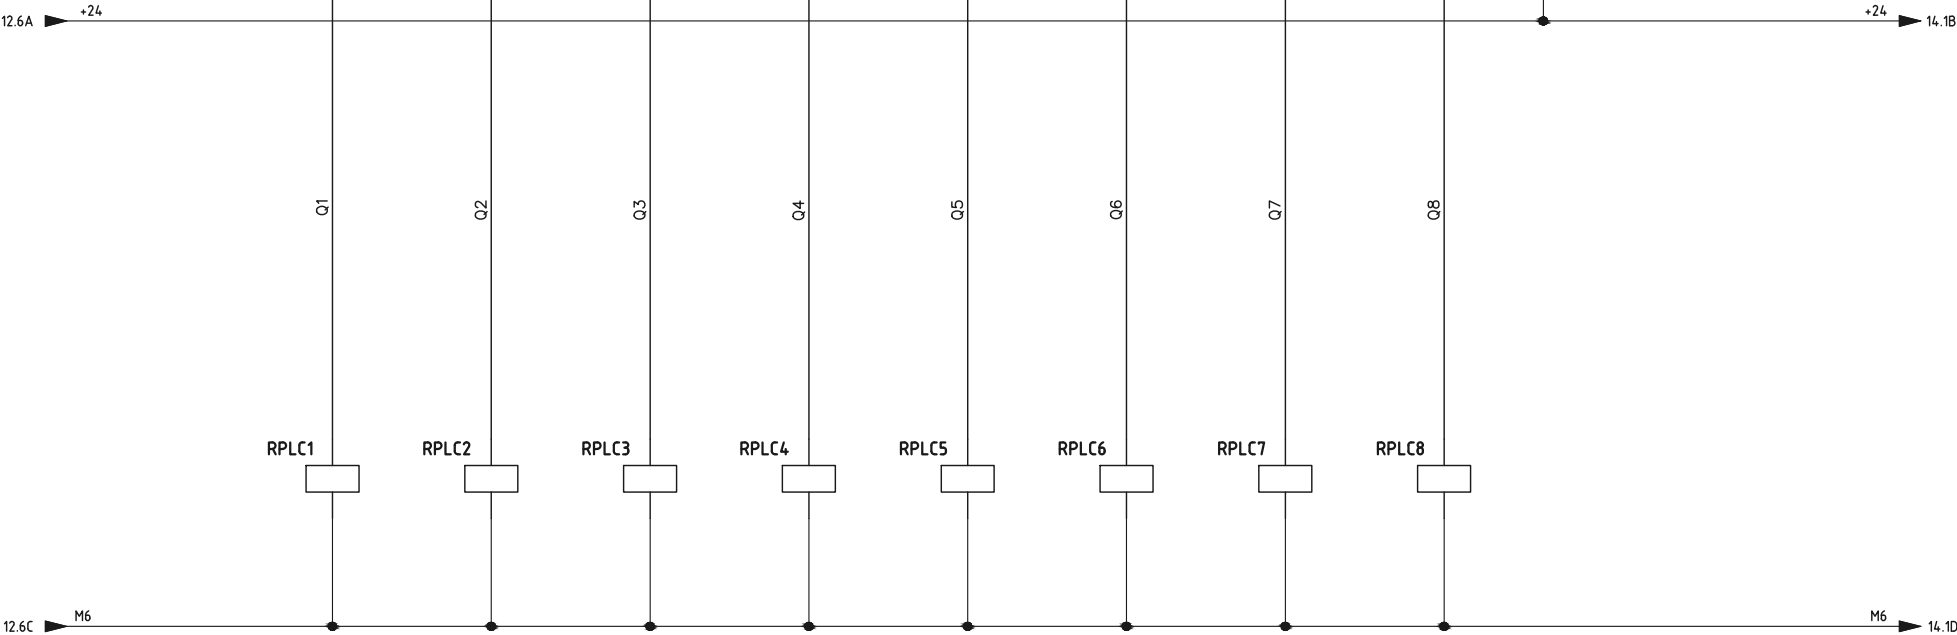 12.6A +24 +24 14.1B
Q1 Q2 Q3 Q4 Q5 Q6 Q7 Q8
RPLC1 RPLC2 RPLC3 RPLC4 RPLC5 RPLC6 RPLC7 RPLC8
12.6C M6 M6 14.1D